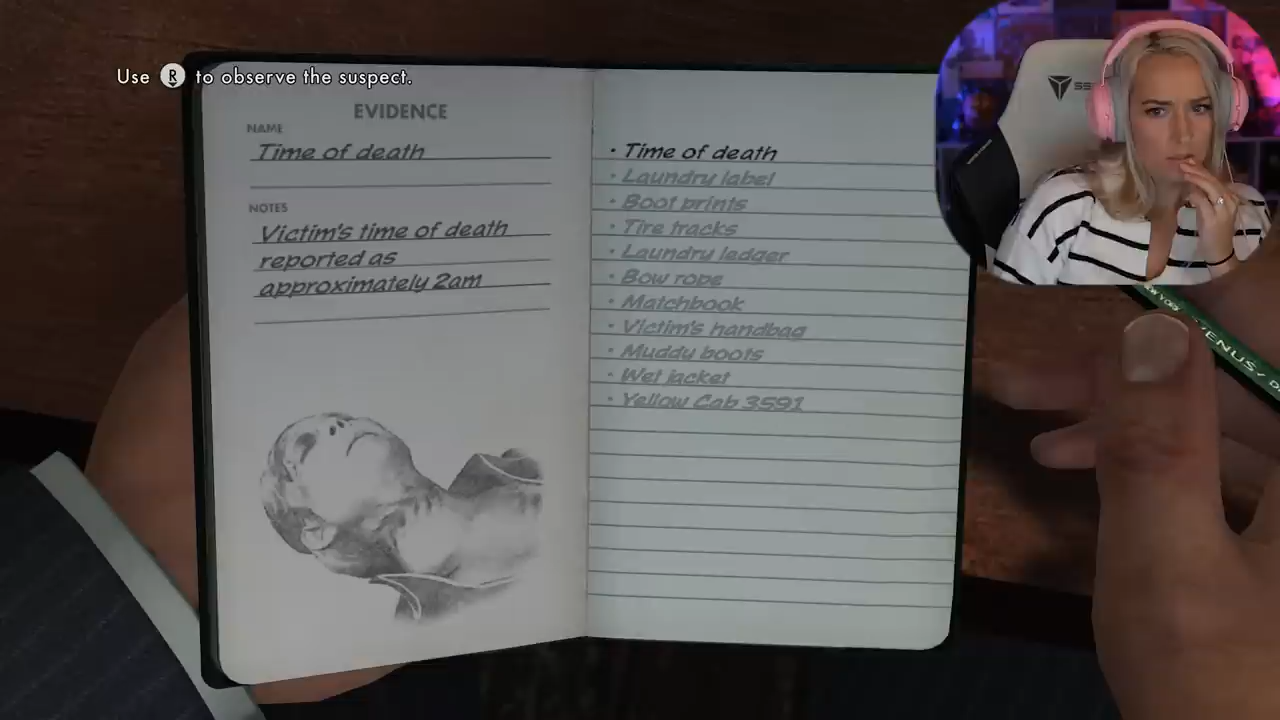 Use R to observe the suspect.
EVIDENCE
NAME
Time of death
NOTES
Victim's time of death
reported as
approximately 2am
• Time of death
• Laundry label
• Boot prints
• Tire tracks
• Laundry ledger
• Bow rope
• Matchbook
• Victim's handbag
• Muddy boots
• Wet jacket
• Yellow Cab 3591
VENUS